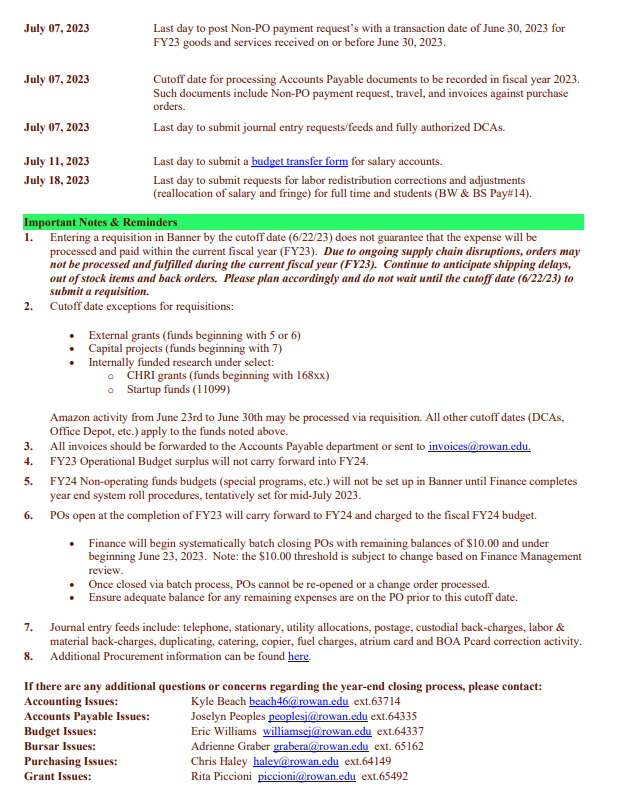 July 07, 2023 Last day to post Non-PO payment request's with a transaction date of June 30, 2023 for
FY23 goods and services received on or before June 30, 2023.
July 07, 2023 Cutoff date for processing Accounts Payable documents to be recorded in fiscal year 2023.
Such documents include Non-PO payment request, travel, and invoices against purchase
orders.
July 07, 2023 Last day to submit journal entry requests/feeds and fully authorized DCAs.
July 11, 2023 Last day to submit a budget transfer form for salary accounts.
July 18, 2023 Last day to submit requests for labor redistribution corrections and adjustments
(reallocation of salary and fringe) for full time and students (BW & BS Pay#14).
Important Notes & Reminders
1. Entering a requisition in Banner by the cutoff date (6/22/23) does not guarantee that the expense will be
processed and paid within the current fiscal year (FY23). Due to ongoing supply chain disruptions, orders may
not be processed and fulfilled during the current fiscal year (FY23). Continue to anticipate shipping delays,
out of stock items and back orders. Please plan accordingly and do not wait until the cutoff date (6/22/23) to
submit a requisition.
2. Cutoff date exceptions for requisitions:
• External grants (funds beginning with 5 or 6)
• Capital projects (funds beginning with 7)
• Internally funded research under select:
o CHRI grants (funds beginning with 168xx)
o Startup funds (11099)
Amazon activity from June 23rd to June 30th may be processed via requisition. All other cutoff dates (DCAs,
Office Depot, etc.) apply to the funds noted above.
3. All invoices should be forwarded to the Accounts Payable department or sent to invoices@rowan.edu.
4. FY23 Operational Budget surplus will not carry forward into FY24.
5. FY24 Non-operating funds budgets (special programs, etc.) will not be set up in Banner until Finance completes
year end system roll procedures, tentatively set for mid-July 2023.
6. POs open at the completion of FY23 will carry forward to FY24 and charged to the fiscal FY24 budget.
• Finance will begin systematically batch closing POs with remaining balances of $10.00 and under
beginning June 23, 2023. Note: the $10.00 threshold is subject to change based on Finance Management
review.
• Once closed via batch process, POs cannot be re-opened or a change order processed.
• Ensure adequate balance for any remaining expenses are on the PO prior to this cutoff date.
7. Journal entry feeds include: telephone, stationary, utility allocations, postage, custodial back-charges, labor &
material back-charges, duplicating, catering, copier, fuel charges, atrium card and BOA Pcard correction activity.
8. Additional Procurement information can be found here.
If there are any additional questions or concerns regarding the year-end closing process, please contact:
Accounting Issues: Kyle Beach beach46@rowan.edu ext.63714
Accounts Payable Issues: Joselyn Peoples peoplesj@rowan.edu ext.64335
Budget Issues: Eric Williams williamsej@rowan.edu ext.64337
Bursar Issues: Adrienne Graber grabera@rowan.edu ext. 65162
Purchasing Issues: Chris Haley haley@rowan.edu ext.64149
Grant Issues: Rita Piccioni piccioni@rowan.edu ext.65492